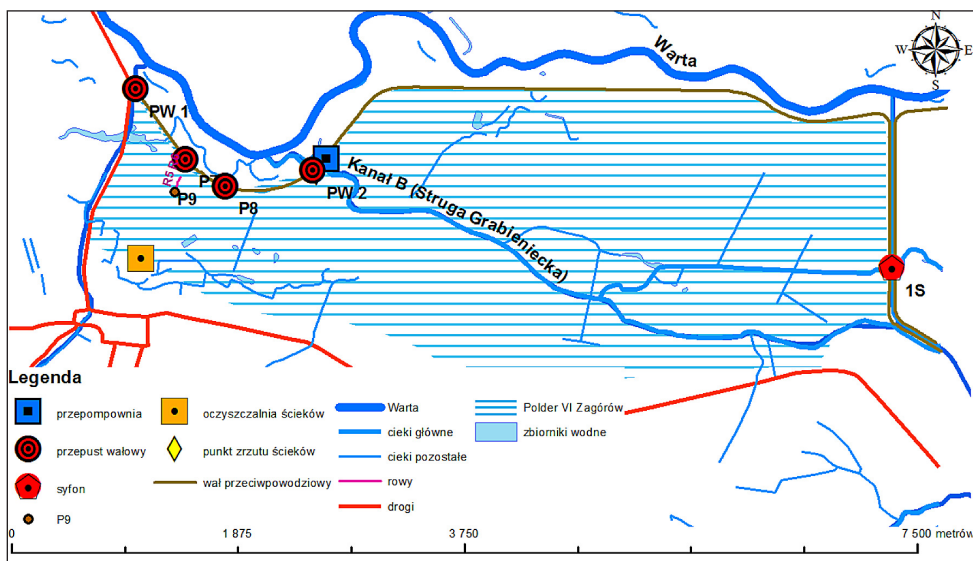 N
W
E
S
Warta
PW 1
P7
R5
P9
P8
PW 2
Kanał B (Struga Grabieniecka)
1S
Legenda
przepompownia
przepust wałowy
syfon
P9
oczyszczalnia ścieków
punkt zrzutu ścieków
wał przeciwpowodziowy
Warta
cieki główne
cieki pozostałe
rowy
drogi
Polder VI Zagórów
zbiorniki wodne
0
1 875
3 750
7 500 metrów